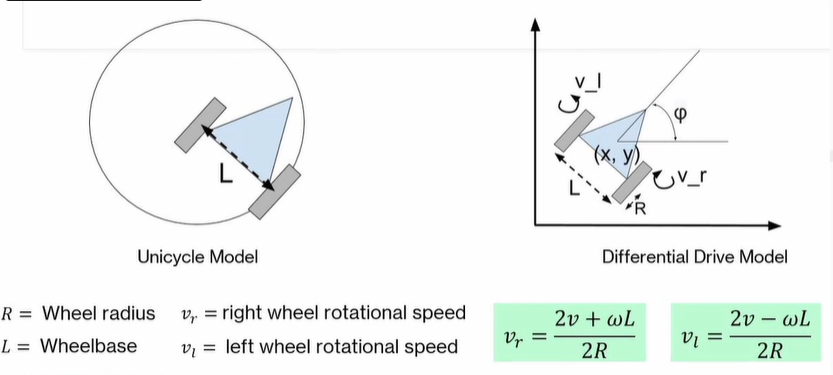 v_l
φ
(x, y)
L
L
v_r
R
Unicycle Model
Differential Drive Model
R = Wheel radius
v_r = right wheel rotational speed
L = Wheelbase
v_l = left wheel rotational speed
v_r = (2v + ωL) / 2R
v_l = (2v − ωL) / 2R